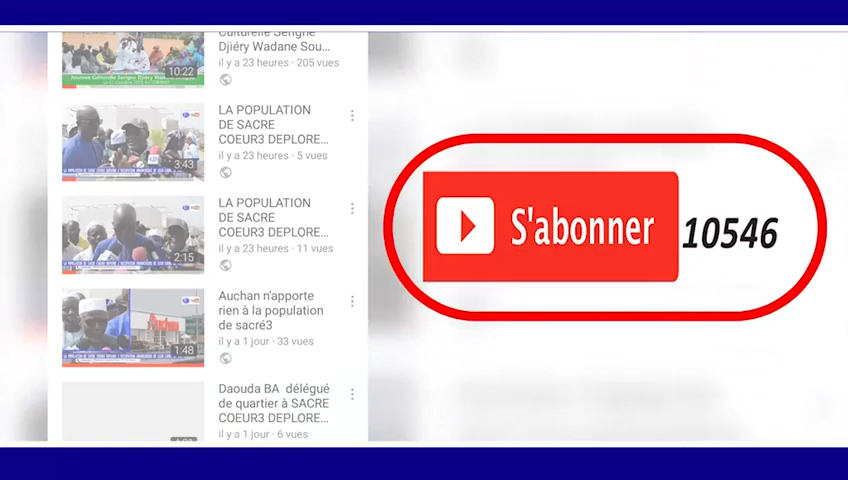 Culturelle Serigne
Djiéry Wadane Sou...
il y a 23 heures · 205 vues
10:22
LA POPULATION
DE SACRE
COEUR3 DEPLORE...
il y a 23 heures · 5 vues
3:43
LA POPULATION
DE SACRE
COEUR3 DEPLORE...
il y a 23 heures · 11 vues
2:15
Auchan n'apporte
rien à la population
de sacré3
il y a 1 jour · 33 vues
Auchan
1:48
Daouda BA délégué
de quartier à SACRE
COEUR3 DEPLORE...
il y a 1 jour · 6 vues
S'abonner
10546